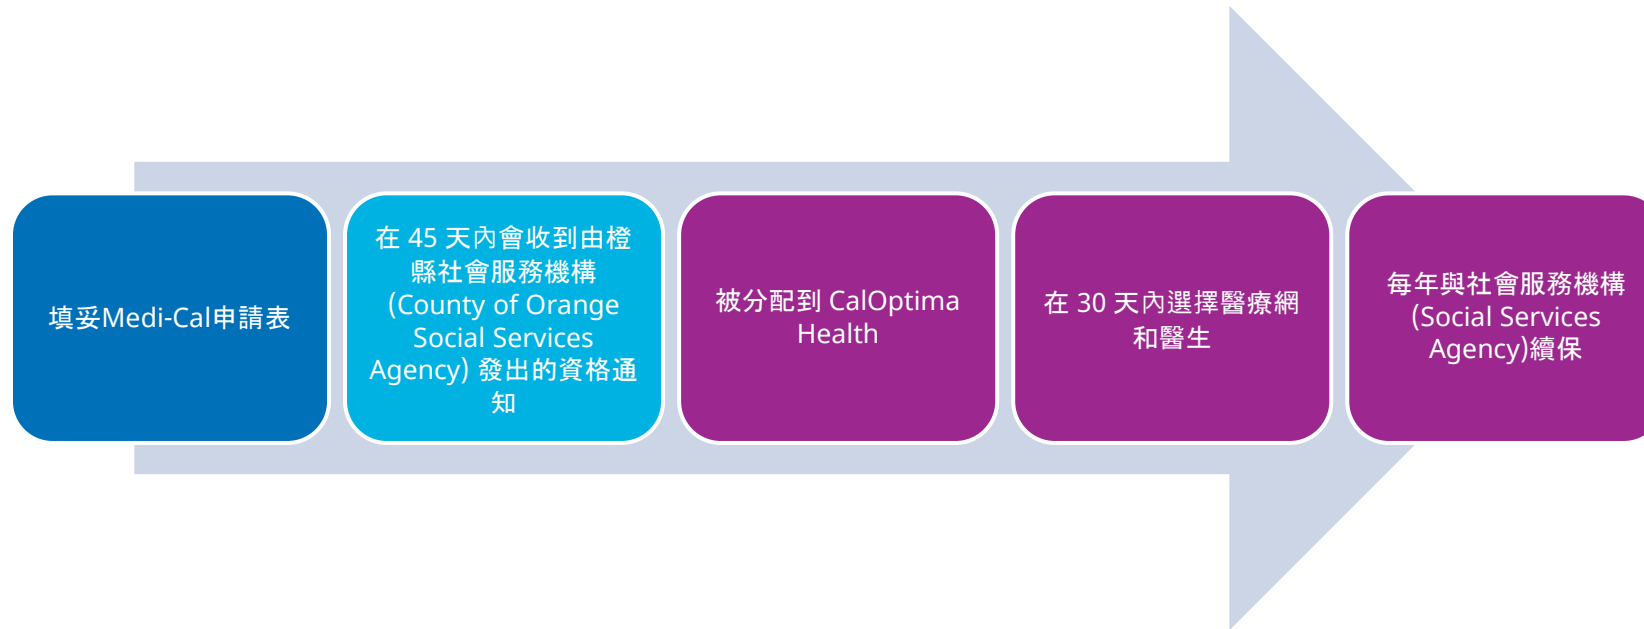 填妥Medi-Cal申請表
在 45 天內會收到由橙
縣社會服務機構
(County of Orange
Social Services
Agency) 發出的資格通
知
被分配到 CalOptima
Health
在 30 天內選擇醫療網
和醫生
每年與社會服務機構
(Social Services
Agency)續保